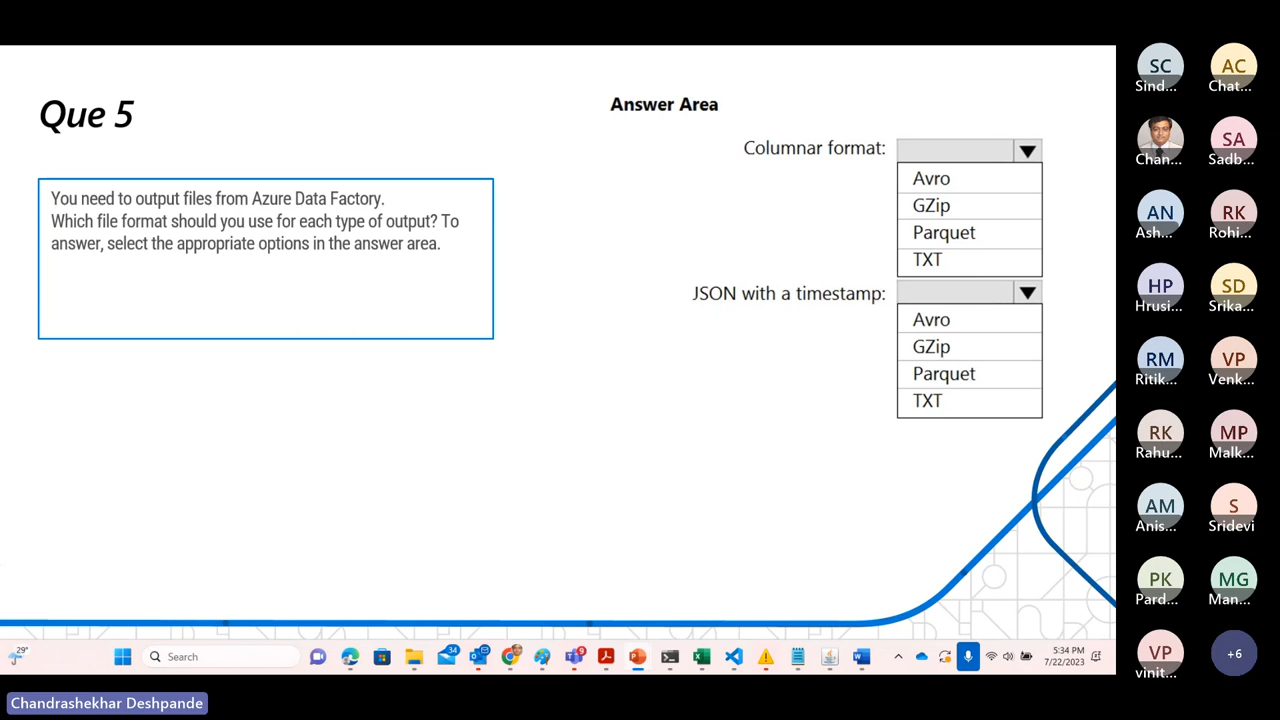 Que 5
You need to output files from Azure Data Factory.
Which file format should you use for each type of output? To
answer, select the appropriate options in the answer area.
Answer Area
Columnar format:
Avro
GZip
Parquet
TXT
JSON with a timestamp:
Avro
GZip
Parquet
TXT
SC
Sind...
AC
Chat...
Chan...
SA
Sadb...
AN
Ash...
RK
Rohi...
HP
Hrusi...
SD
Srika...
RM
Ritik...
VP
Venk...
RK
Rahu...
MP
Malk...
AM
Anis...
S
Sridevi
PK
Pard...
MG
Man...
VP
vinit...
+6
29°
Search
34
9
5:34 PM
7/22/2023
Chandrashekhar Deshpande